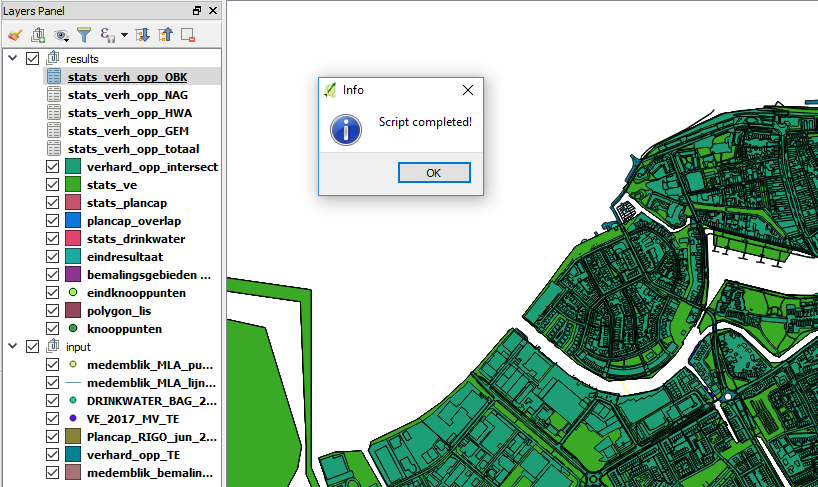 Layers Panel
results
stats_verh_opp_OBK
stats_verh_opp_NAG
stats_verh_opp_HWA
stats_verh_opp_GEM
stats_verh_opp_totaal
verhard_opp_intersect
stats_ve
stats_plancap
plancap_overlap
stats_drinkwater
eindresultaat
bemalingsgebieden ...
eindknooppunten
polygon_lis
knooppunten
input
medemblik_MLA_pu...
medemblik_MLA_lijn...
DRINKWATER_BAG_2...
VE_2017_MV_TE
Plancap_RIGO_jun_2...
verhard_opp_TE
medemblik_bemalin...
Info
Script completed!
OK